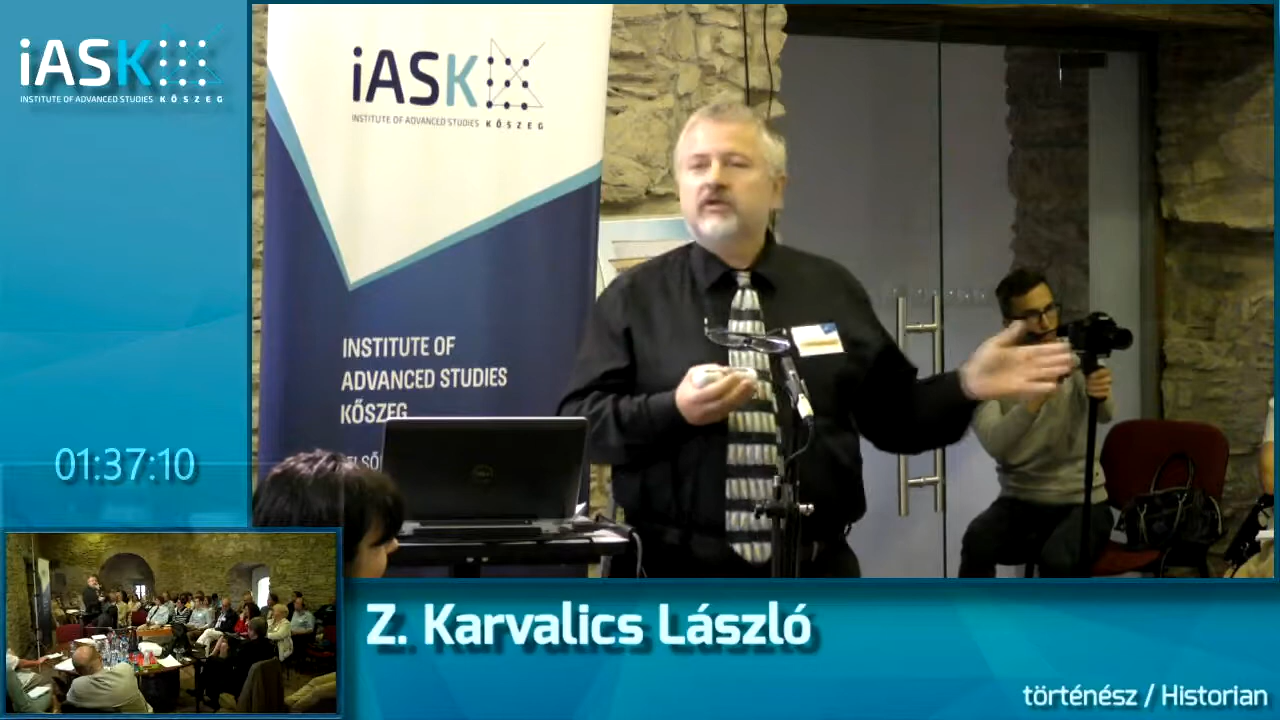 iASK
INSTITUTE OF ADVANCED STUDIES KŐSZEG
iASK
INSTITUTE OF ADVANCED STUDIES KŐSZEG
INSTITUTE OF
ADVANCED STUDIES
KŐSZEG
01:37:10
Z. Karvalics László
történész / Historian